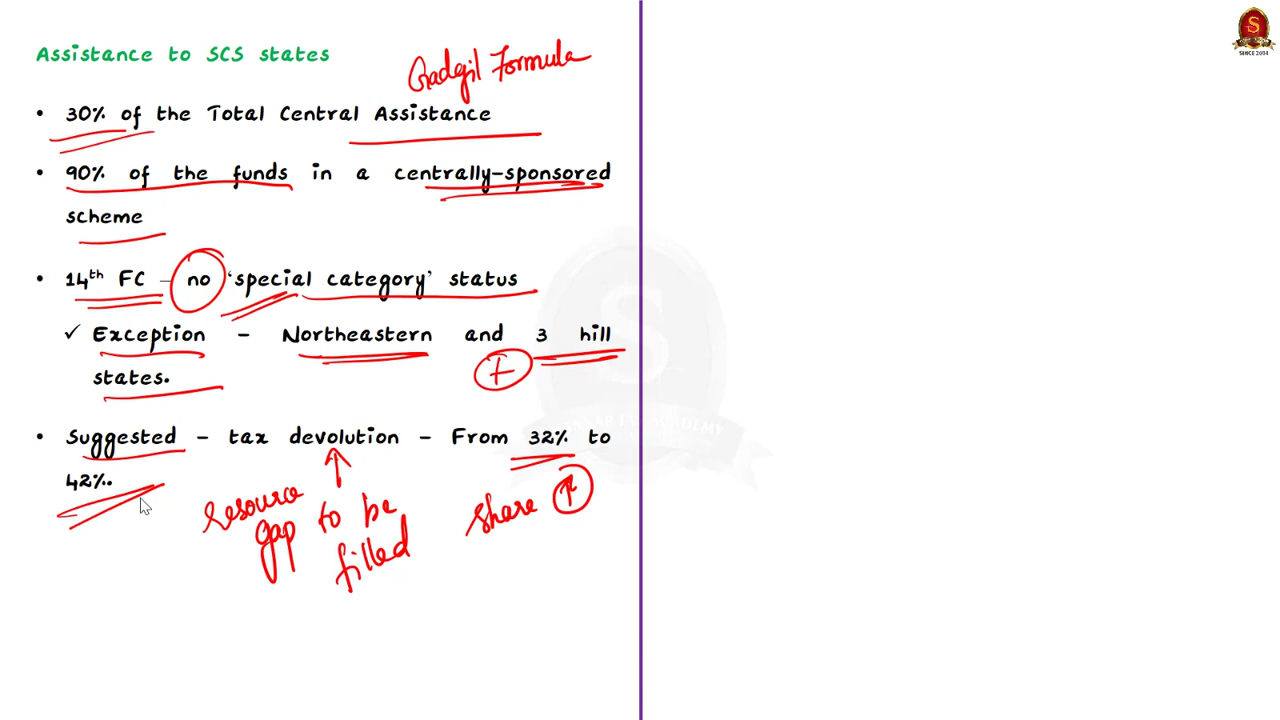 Assistance to SCS states
Gadgil Formula
• 30% of the Total Central Assistance
• 90% of the funds in a centrally-sponsored
scheme
• 14th FC – no 'special category' status
✓ Exception – Northeastern and 3 hill
states.
• Suggested – tax devolution – From 32% to
42%.
resource
gap to be
filled
share ↑
S
SINCE 2004